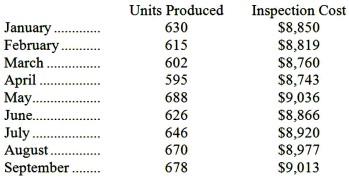 Units Produced Inspection Cost
January ............. 630 $8,850
February ............ 615 $8,819
March ................ 602 $8,760
April .................. 595 $8,743
May.................... 688 $9,036
June.................... 626 $8,866
July .................... 646 $8,920
August ............... 670 $8,977
September ........ 678 $9,013